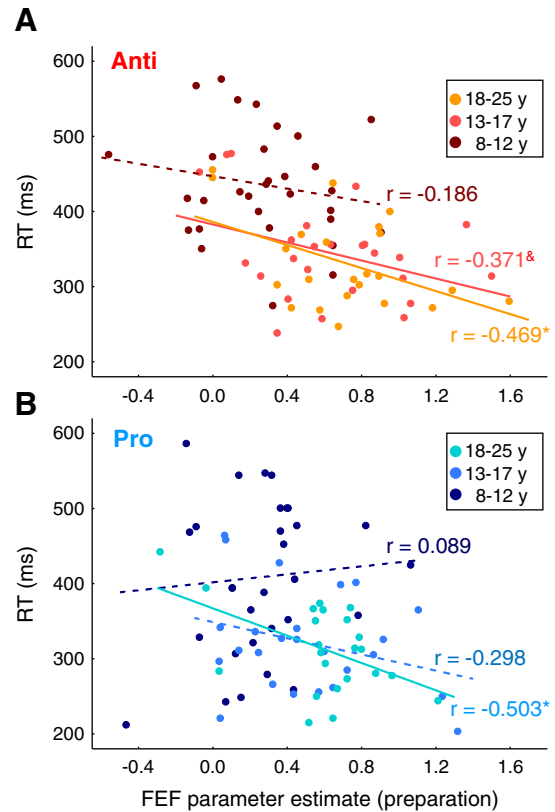 A
Anti
600
500
400
300
200
RT (ms)
18-25 y
13-17 y
8-12 y
r = -0.186
r = -0.371&
r = -0.469*
-0.4 0.0 0.4 0.8 1.2 1.6
B
Pro
600
500
400
300
200
RT (ms)
18-25 y
13-17 y
8-12 y
r = 0.089
r = -0.298
r = -0.503*
-0.4 0.0 0.4 0.8 1.2 1.6
FEF parameter estimate (preparation)